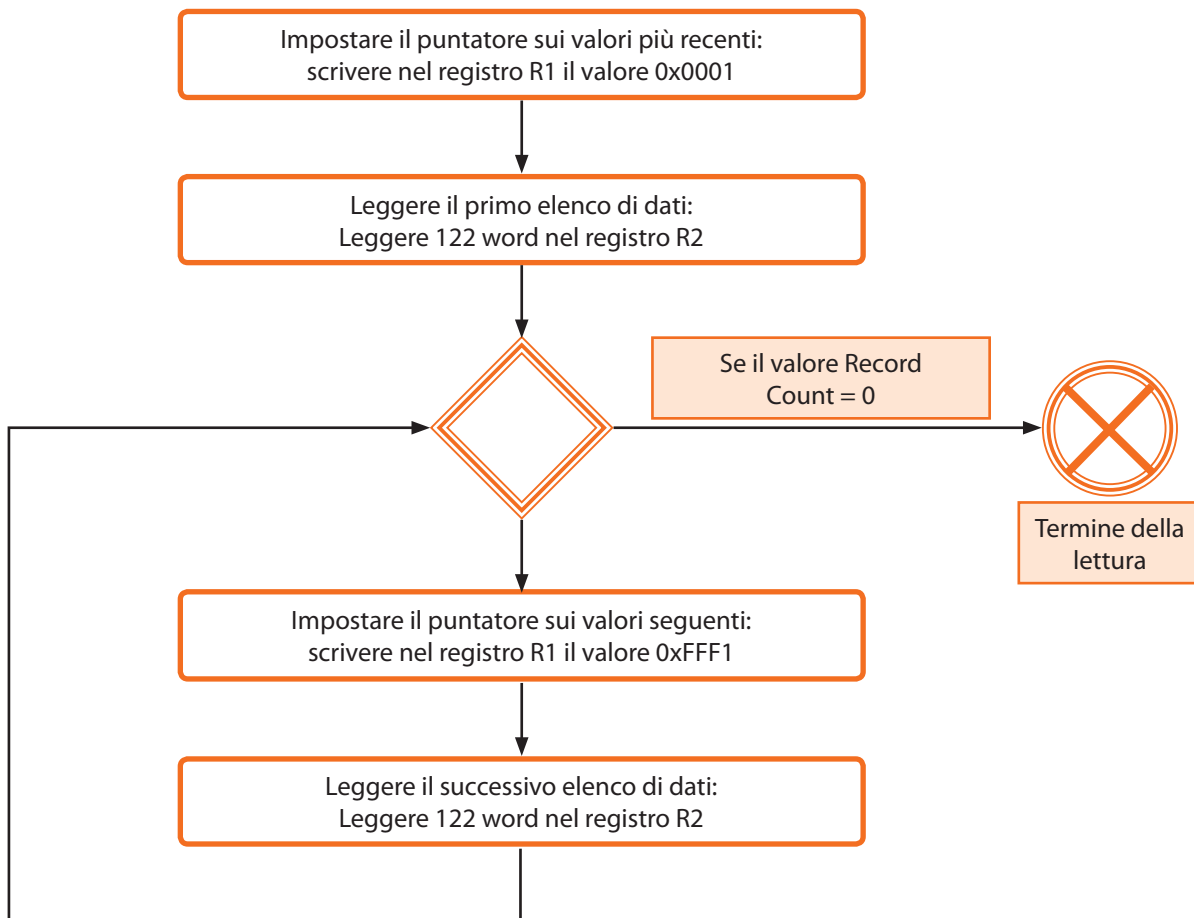 Impostare il puntatore sui valori più recenti:
scrivere nel registro R1 il valore 0x0001
Leggere il primo elenco di dati:
Leggere 122 word nel registro R2
Se il valore Record
Count = 0
Termine della
lettura
Impostare il puntatore sui valori seguenti:
scrivere nel registro R1 il valore 0xFFF1
Leggere il successivo elenco di dati:
Leggere 122 word nel registro R2